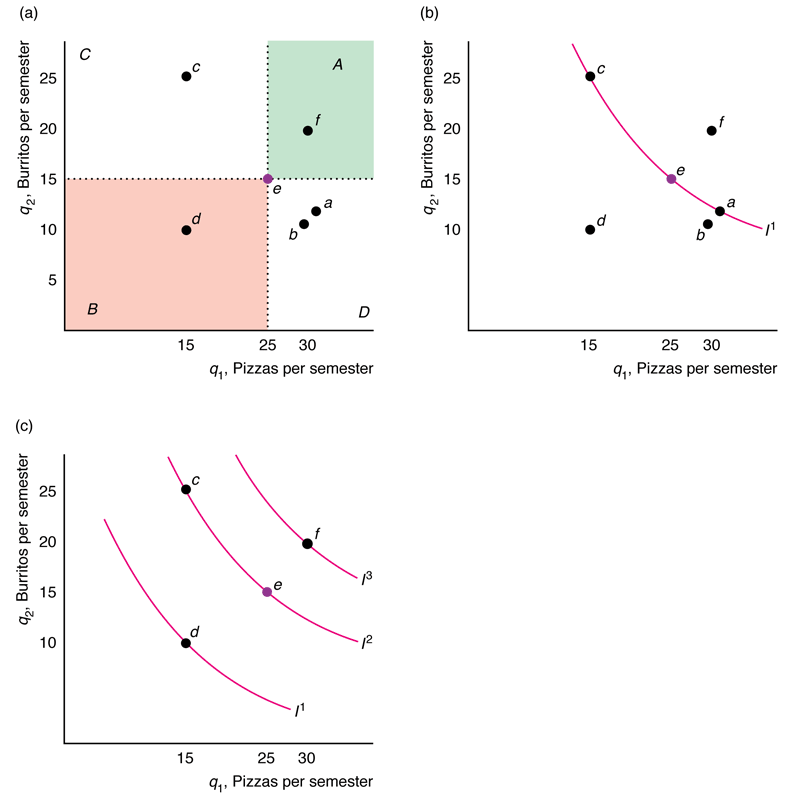 (a)
q2, Burritos per semester
C
c
A
25
f
20
15
e
a
d
b
10
5
B
D
15
25
30
q1, Pizzas per semester
(b)
q2, Burritos per semester
c
25
f
20
e
15
a
d
b
10
I1
15
25
30
q1, Pizzas per semester
(c)
q2, Burritos per semester
c
25
f
20
I3
e
15
d
I2
10
I1
15
25
30
q1, Pizzas per semester